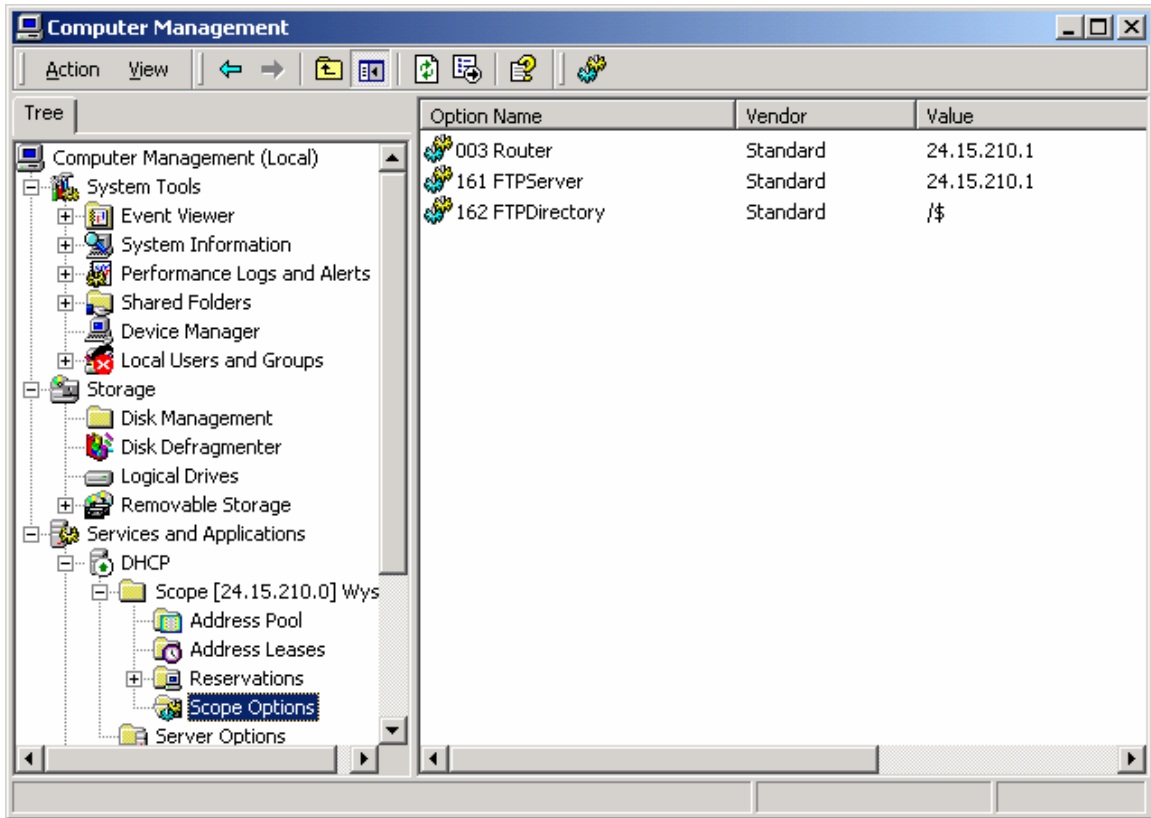 Computer Management
Action View
Tree
Computer Management (Local)
System Tools
Event Viewer
System Information
Performance Logs and Alerts
Shared Folders
Device Manager
Local Users and Groups
Storage
Disk Management
Disk Defragmenter
Logical Drives
Removable Storage
Services and Applications
DHCP
Scope [24.15.210.0] Wys
Address Pool
Address Leases
Reservations
Scope Options
Server Options
Option Name Vendor Value
003 Router Standard 24.15.210.1
161 FTPServer Standard 24.15.210.1
162 FTPDirectory Standard /$